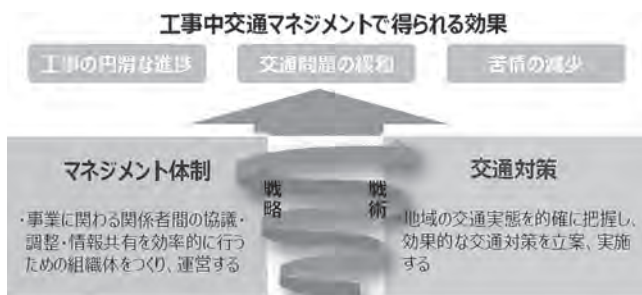 工事中交通マネジメントで得られる効果
工事の円滑な進捗
交通問題の緩和
苦情の減少
マネジメント体制
・事業に関わる関係者間の協議・
調整・情報共有を効率的に行う
ための組織体をつくり、運営する
戦略
戦術
交通対策
・地域の交通実態を的確に把握し、
効果的な交通対策を立案、実施
する